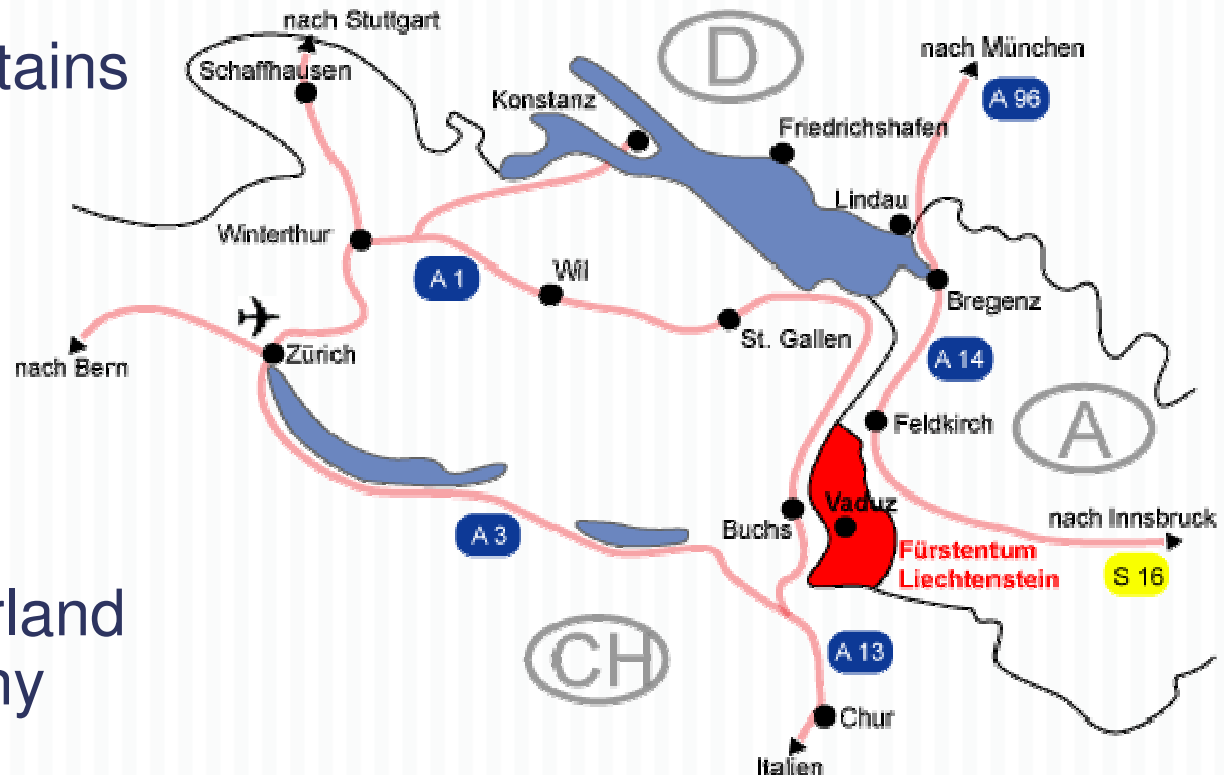 tains
rland
ny
nach Stuttgart
Schaffhausen
D
nach München
A 96
Konstanz
Friedrichshafen
Lindau
Winterthur
A 1
Wil
Bregenz
St. Gallen
Zürich
nach Bern
A 14
Feldkirch
A
Vaduz
Buchs
nach Innsbruck
A 3
Fürstentum
Liechtenstein
S 16
CH
A 13
Chur
Italien